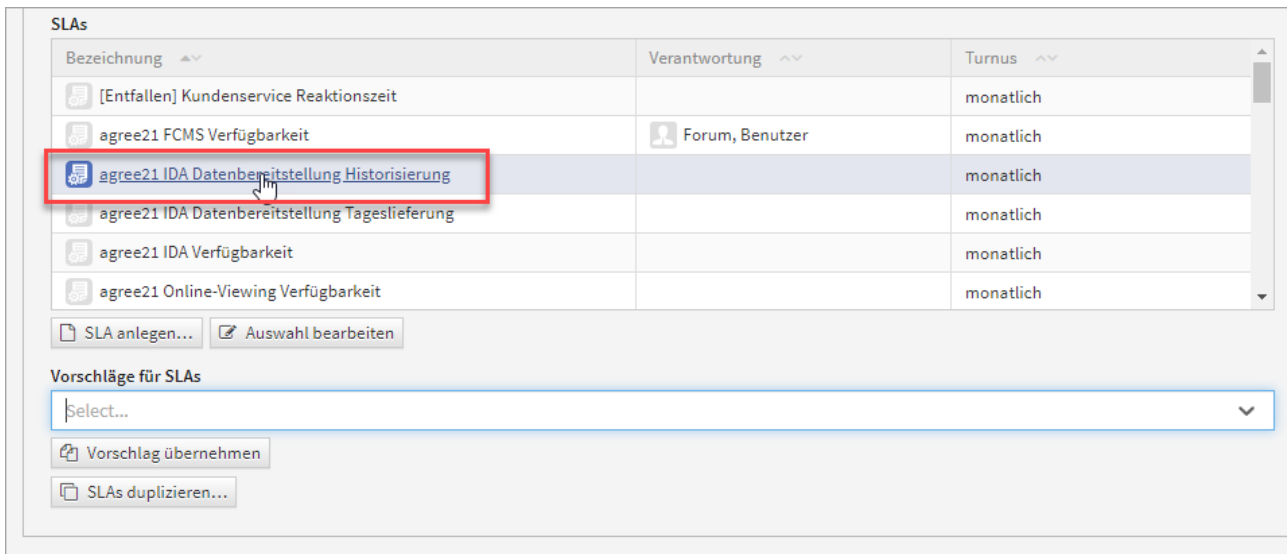 SLAs
Bezeichnung Verantwortung Turnus
[Entfallen] Kundenservice Reaktionszeit monatlich
agree21 FCMS Verfügbarkeit Forum, Benutzer monatlich
agree21 IDA Datenbereitstellung Historisierung monatlich
agree21 IDA Datenbereitstellung Tageslieferung monatlich
agree21 IDA Verfügbarkeit monatlich
agree21 Online-Viewing Verfügbarkeit monatlich
SLA anlegen... Auswahl bearbeiten
Vorschläge für SLAs
Select...
Vorschlag übernehmen
SLAs duplizieren...